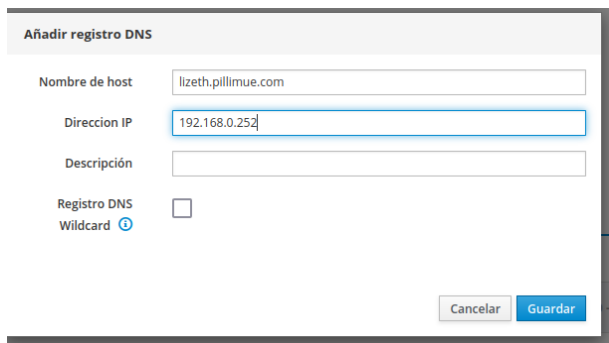 Añadir registro DNS
Nombre de host lizeth.pillimue.com
Direccion IP 192.168.0.252
Descripción
Registro DNS
Wildcard
Cancelar Guardar